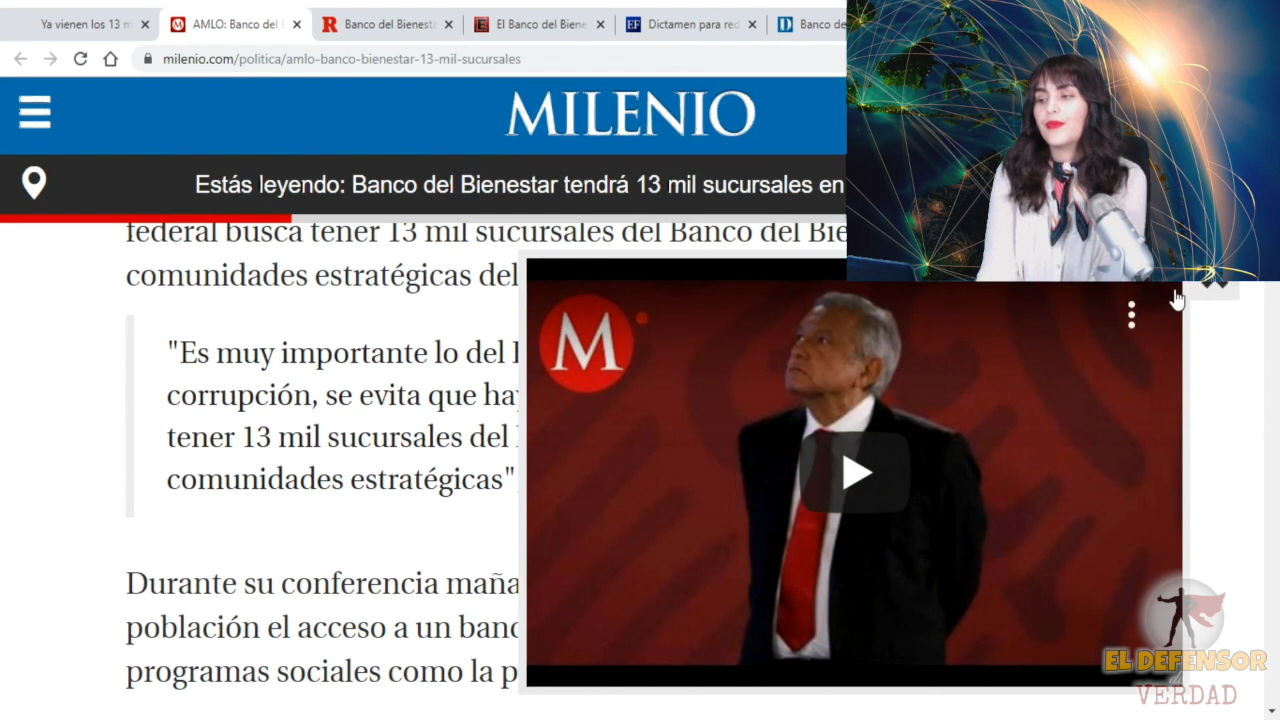 Ya vienen los 13 m
AMLO: Banco del
Banco del Bienesta
El Banco del Biene
Dictamen para red
Banco de
milenio.com/politica/amlo-banco-bienestar-13-mil-sucursales
MILENIO
Estás leyendo: Banco del Bienestar tendrá 13 mil sucursales en
federal busca tener 13 mil sucursales del Banco del Bie
comunidades estratégicas del
"Es muy importante lo del
corrupción, se evita que hay
tener 13 mil sucursales del
comunidades estratégicas"
Durante su conferencia maña
población el acceso a un banc
programas sociales como la p
M
EL DEFENSOR
VERDAD